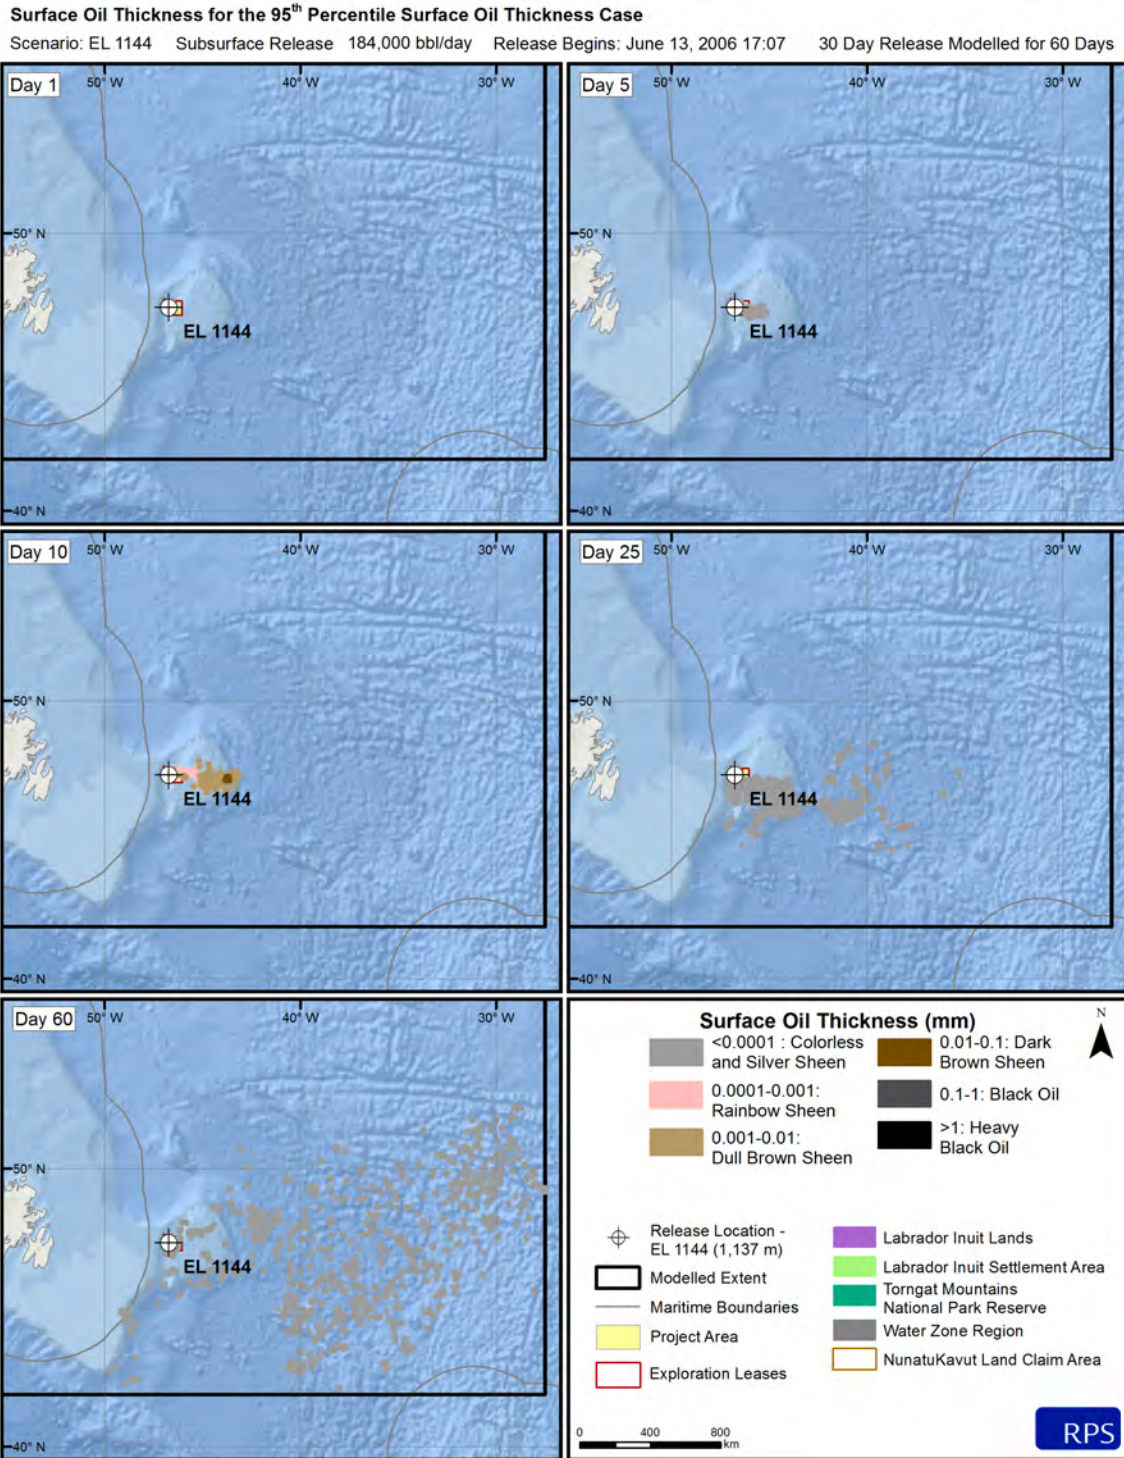 Surface Oil Thickness for the 95th Percentile Surface Oil Thickness Case
Scenario: EL 1144 Subsurface Release 184,000 bbl/day Release Begins: June 13, 2006 17:07 30 Day Release Modelled for 60 Days
Day 1
50° W
40° W
30° W
50° N
EL 1144
40° N
Day 5
50° W
40° W
30° W
50° N
EL 1144
40° N
Day 10
50° W
40° W
30° W
50° N
EL 1144
40° N
Day 25
50° W
40° W
30° W
50° N
EL 1144
40° N
Day 60
50° W
40° W
30° W
50° N
EL 1144
40° N
Surface Oil Thickness (mm)
<0.0001 : Colorless
and Silver Sheen
0.0001-0.001:
Rainbow Sheen
0.001-0.01:
Dull Brown Sheen
0.01-0.1: Dark
Brown Sheen
0.1-1: Black Oil
>1: Heavy
Black Oil
N
Release Location -
EL 1144 (1,137 m)
Modelled Extent
Maritime Boundaries
Project Area
Exploration Leases
Labrador Inuit Lands
Labrador Inuit Settlement Area
Torngat Mountains
National Park Reserve
Water Zone Region
NunatuKavut Land Claim Area
0 400 800
km
RPS